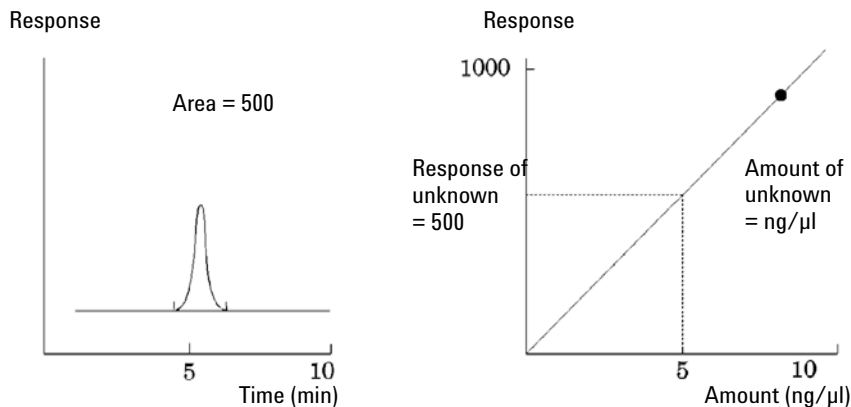 Response
Area = 500
5
10
Time (min)
Response
1000
Response of
unknown
= 500
Amount of
unknown
= ng/µl
5
10
Amount (ng/µl)